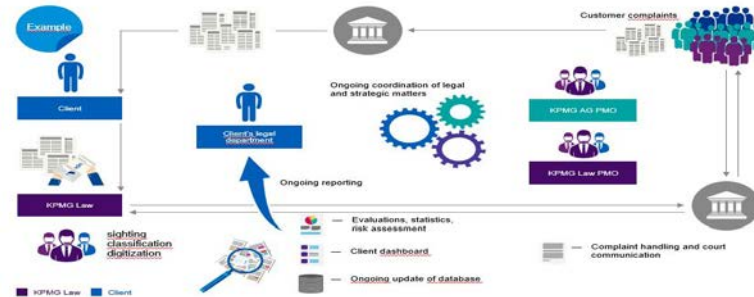 Example
Customer complaints
Client
Client's legal
department
Ongoing coordination of legal
and strategic matters
KPMG AG PMO
KPMG Law PMO
KPMG Law
Ongoing reporting
sighting
classification
digitization
Evaluations, statistics,
risk assessment
Client dashboard
Ongoing update of database
Complaint handling and court
communication
KPMG Law
Client